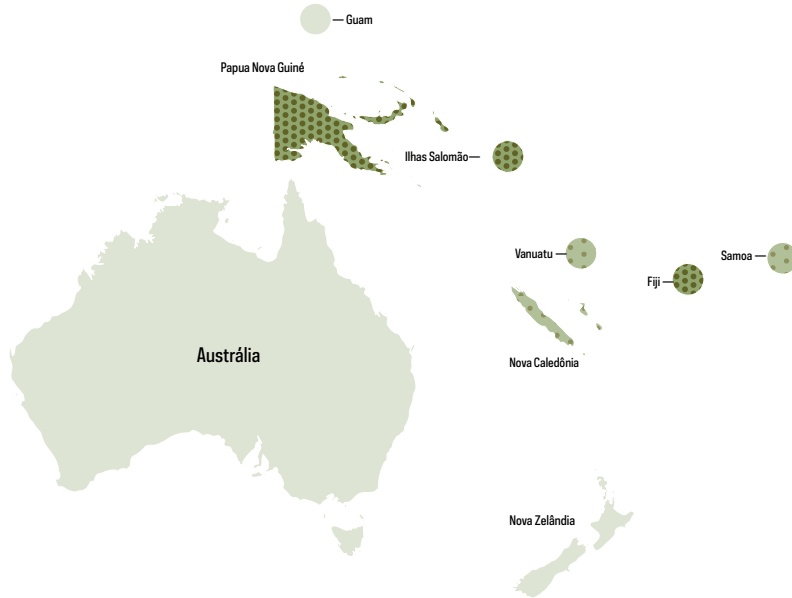 Guam
Papua Nova Guiné
Ilhas Salomão
Vanuatu
Samoa
Fiji
Austrália
Nova Caledônia
Nova Zelândia